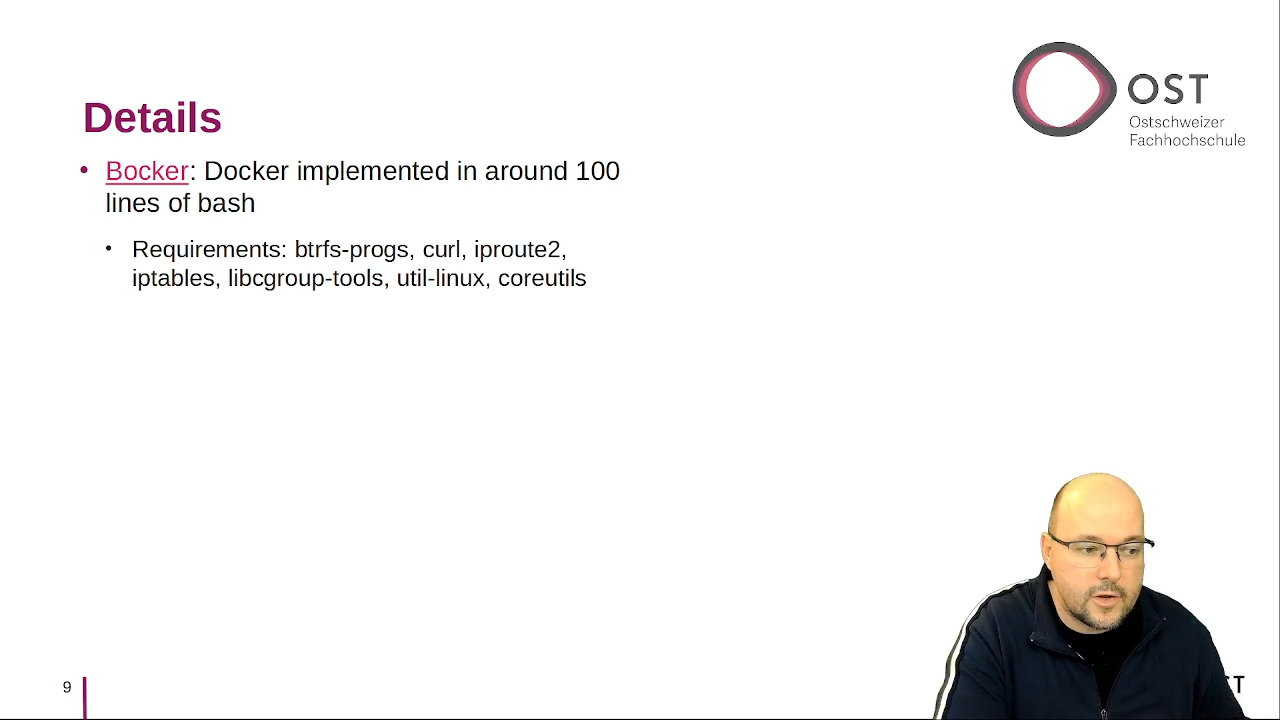 OST
Ostschweizer
Fachhochschule
Details
• Bocker: Docker implemented in around 100
lines of bash
• Requirements: btrfs-progs, curl, iproute2,
iptables, libcgroup-tools, util-linux, coreutils
9